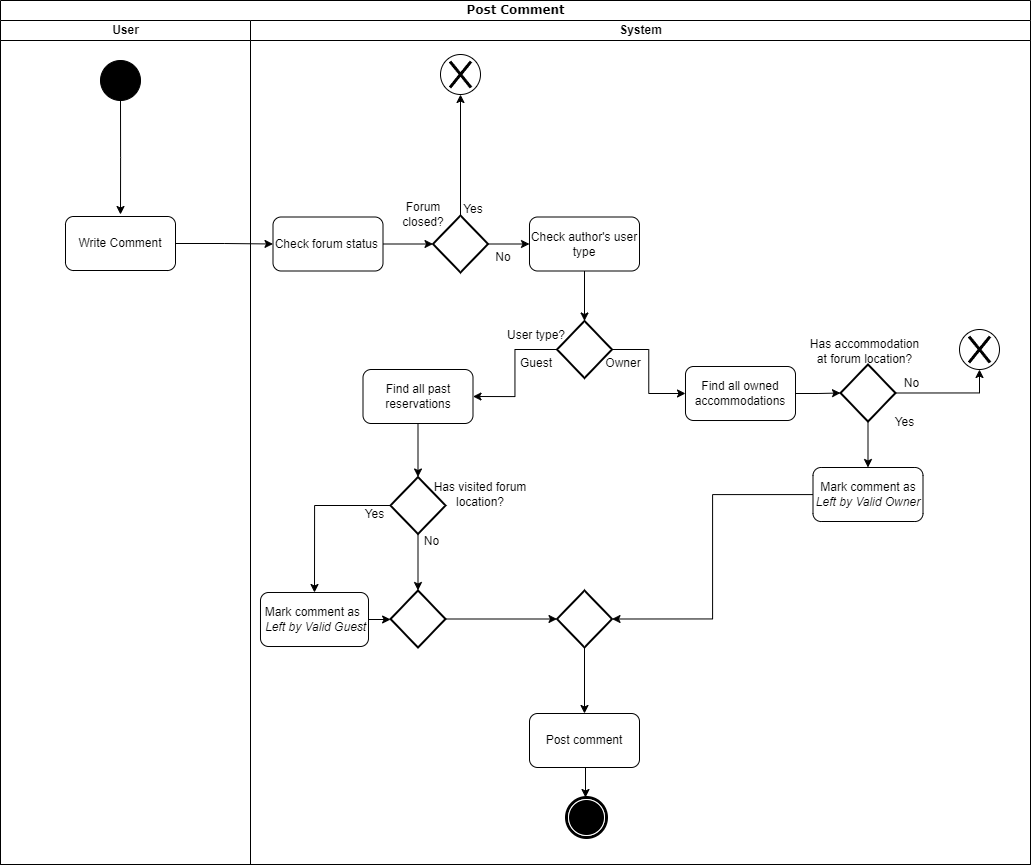 Post Comment
User
System
Write Comment
Check forum status
Forum
closed?
Yes
No
Check author's user
type
User type?
Guest
Owner
Find all past
reservations
Find all owned
accommodations
Has accommodation
at forum location?
No
Yes
Mark comment as
Left by Valid Owner
Has visited forum
location?
Yes
No
Mark comment as
Left by Valid Guest
Post comment